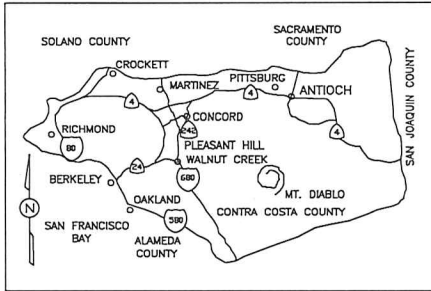 SACRAMENTO
COUNTY
SOLANO COUNTY
CROCKETT
MARTINEZ
PITTSBURG
4
ANTIOCH
4
CONCORD
242
4
RICHMOND
80
PLEASANT HILL
WALNUT CREEK
24
680
BERKELEY
MT. DIABLO
OAKLAND
CONTRA COSTA COUNTY
N
580
SAN FRANCISCO
BAY
ALAMEDA
COUNTY
SAN JOAQUIN COUNTY